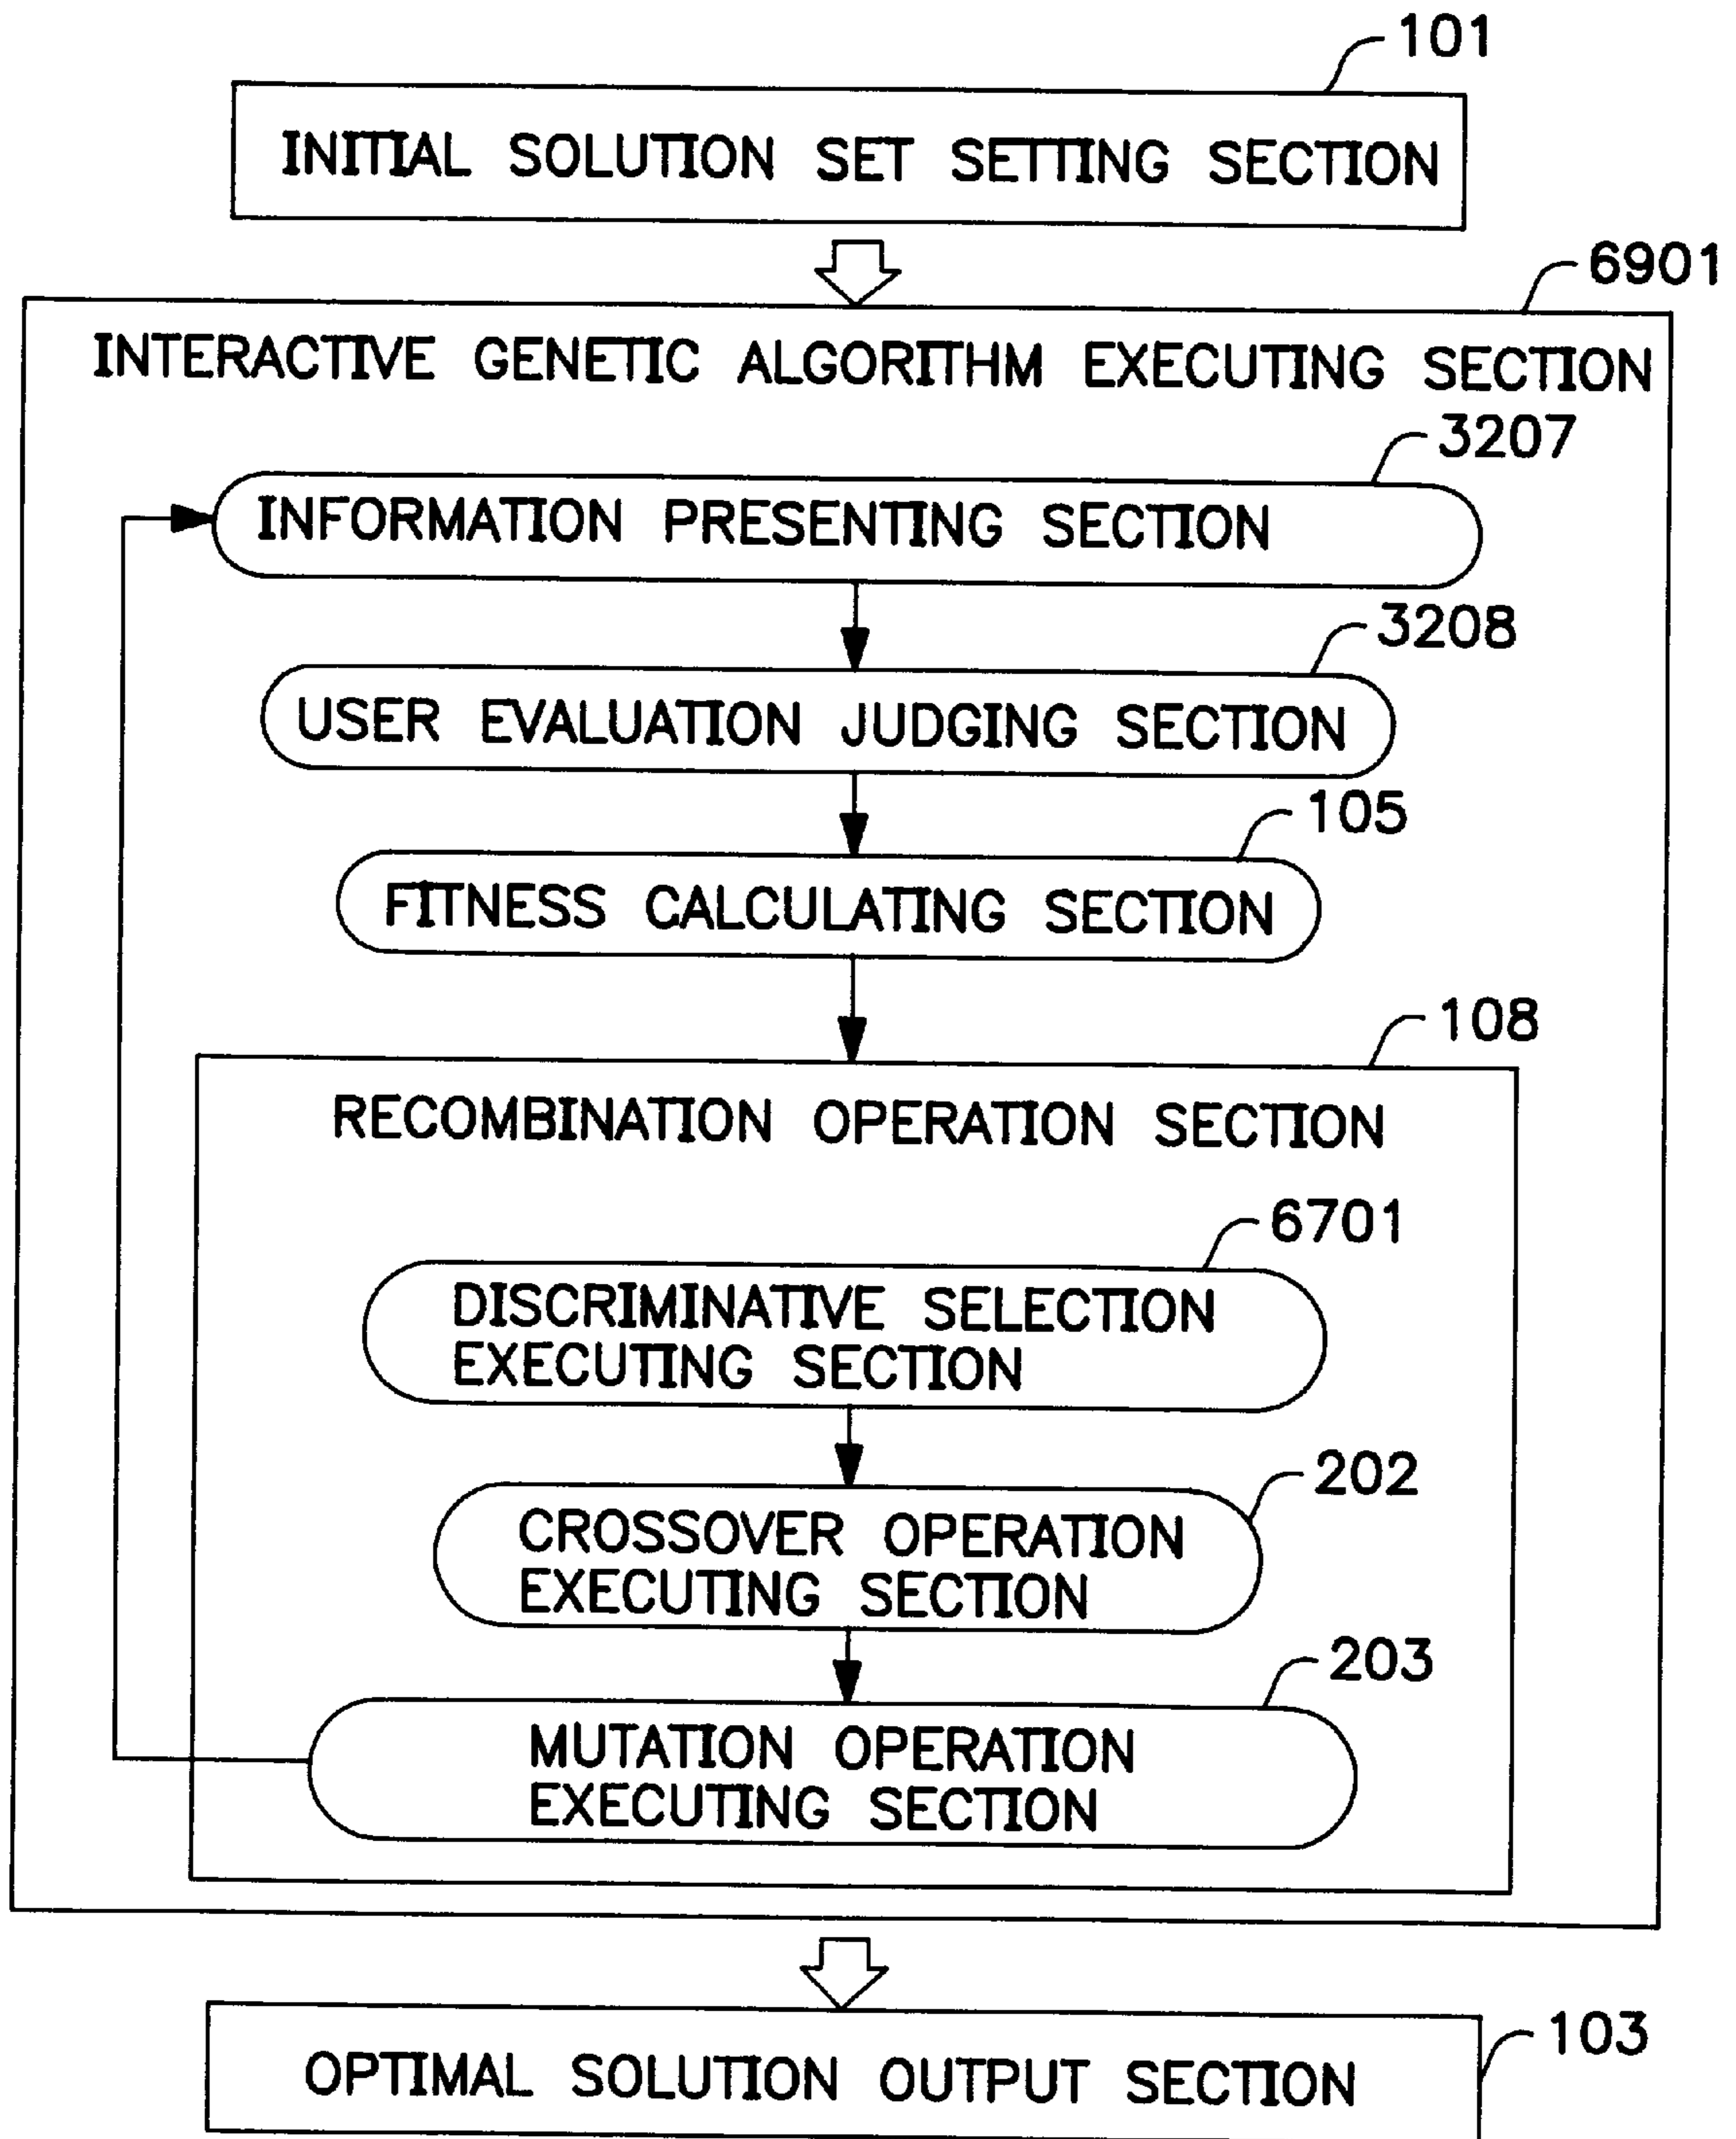 101
INITIAL SOLUTION SET SETTING SECTION
6901
INTERACTIVE GENETIC ALGORITHM EXECUTING SECTION
3207
INFORMATION PRESENTING SECTION
3208
USER EVALUATION JUDGING SECTION
105
FITNESS CALCULATING SECTION
108
RECOMBINATION OPERATION SECTION
6701
DISCRIMINATIVE SELECTION
EXECUTING SECTION
202
CROSSOVER OPERATION
EXECUTING SECTION
203
MUTATION OPERATION
EXECUTING SECTION
103
OPTIMAL SOLUTION OUTPUT SECTION